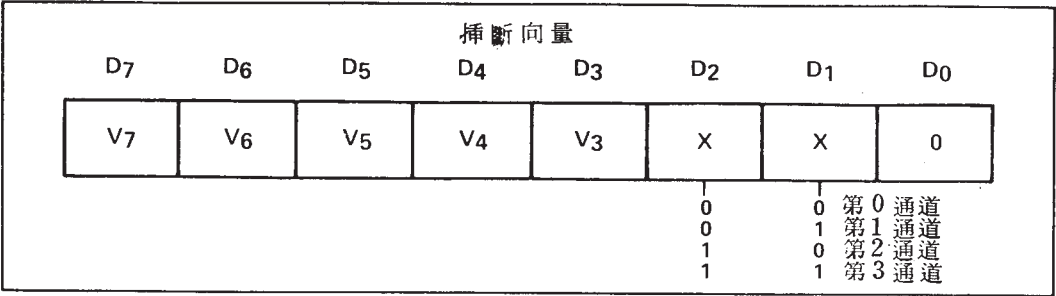 挿斷向量
D7 D6 D5 D4 D3 D2 D1 D0
V7 V6 V5 V4 V3 X X 0
0 0 第0通道
0 1 第1通道
1 0 第2通道
1 1 第3通道